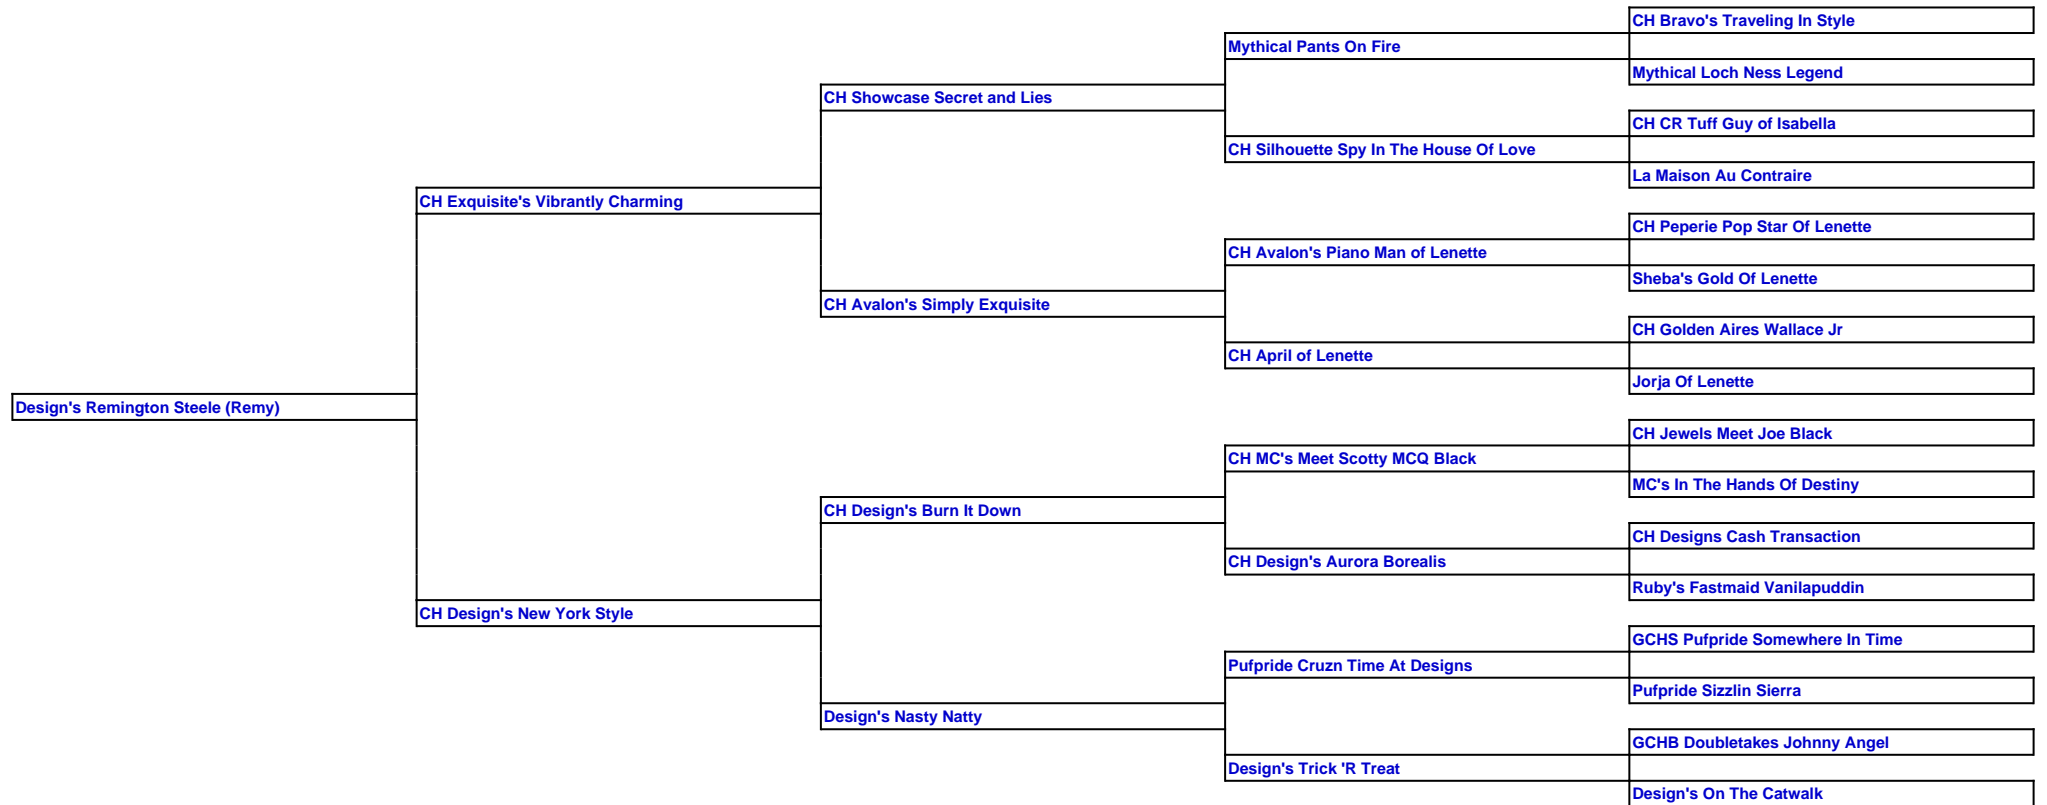 CH Bravo's Traveling In Style
Mythical Pants On Fire
Mythical Loch Ness Legend
CH Showcase Secret and Lies
CH CR Tuff Guy of Isabella
CH Silhouette Spy In The House Of Love
La Maison Au Contraire
CH Exquisite's Vibrantly Charming
CH Peperie Pop Star Of Lenette
CH Avalon's Piano Man of Lenette
Sheba's Gold Of Lenette
CH Avalon's Simply Exquisite
CH Golden Aires Wallace Jr
CH April of Lenette
Jorja Of Lenette
Design's Remington Steele (Remy)
CH Jewels Meet Joe Black
CH MC's Meet Scotty MCQ Black
MC's In The Hands Of Destiny
CH Design's Burn It Down
CH Designs Cash Transaction
CH Design's Aurora Borealis
Ruby's Fastmaid Vanilapuddin
CH Design's New York Style
GCHS Pufpride Somewhere In Time
Pufpride Cruzn Time At Designs
Pufpride Sizzlin Sierra
Design's Nasty Natty
GCHB Doubletakes Johnny Angel
Design's Trick 'R Treat
Design's On The Catwalk